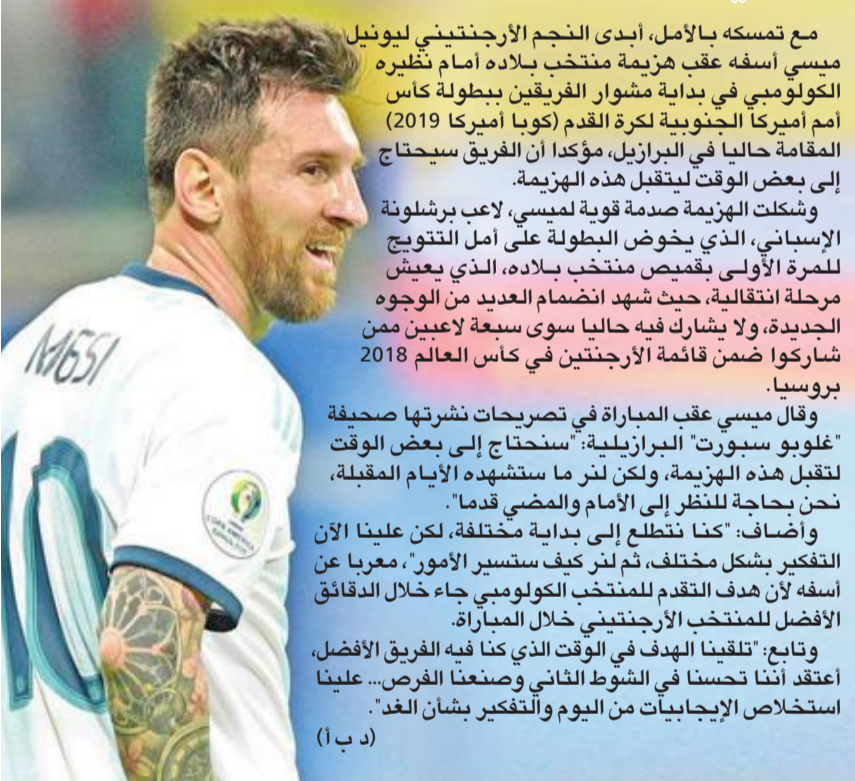 مع تمسكه بالأمل، أبدى النجم الأرجنتيني ليونيل
ميسي أسفه عقب هزيمة منتخب بلاده أمام نظيره
الكولومبي في بداية مشوار الفريقين ببطولة كأس
أمم أميركا الجنوبية لكرة القدم (كوبا أميركا 2019)
المقامة حاليا في البرازيل، مؤكدا أن الفريق سيحتاج
إلى بعض الوقت ليتقبل هذه الهزيمة.
وشكلت الهزيمة صدمة قوية لميسي، لاعب برشلونة
الإسباني، الذي يخوض البطولة على أمل التتويج
للمرة الأولى بقميص منتخب بلاده، الذي يعيش
مرحلة انتقالية، حيث شهد انضمام العديد من الوجوه
الجديدة، ولا يشارك فيه حاليا سوى سبعة لاعبين ممن
شاركوا ضمن قائمة الأرجنتين في كأس العالم 2018
بروسيا.
وقال ميسي عقب المباراة في تصريحات نشرتها صحيفة
"غلوبو سبورت" البرازيلية: "سنحتاج إلى بعض الوقت
لتقبل هذه الهزيمة، ولكن لنر ما ستشهده الأيام المقبلة،
نحن بحاجة للنظر إلى الأمام والمضي قدما".
وأضاف: "كنا نتطلع إلى بداية مختلفة، لكن علينا الآن
التفكير بشكل مختلف، ثم لنر كيف ستسير الأمور"، معربا عن
أسفه لأن هدف التقدم للمنتخب الكولومبي جاء خلال الدقائق
الأفضل للمنتخب الأرجنتيني خلال المباراة.
وتابع: "تلقينا الهدف في الوقت الذي كنا فيه الفريق الأفضل،
أعتقد أننا تحسنا في الشوط الثاني وصنعنا الفرص... علينا
استخلاص الإيجابيات من اليوم والتفكير بشأن الغد".
(د ب أ)
MESSI
10
COPA AMERICA